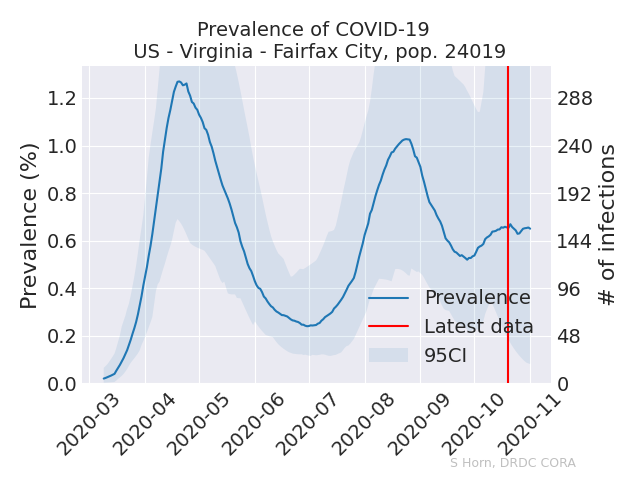 Prevalence of COVID-19
US - Virginia - Fairfax City, pop. 24019
Prevalence (%)
1.2
1.0
0.8
0.6
0.4
0.2
0.0
288
240
192
144
96
48
0
# of infections
Prevalence
Latest data
95CI
2020-03
2020-04
2020-05
2020-06
2020-07
2020-08
2020-09
2020-10
2020-11
S Horn, DRDC CORA